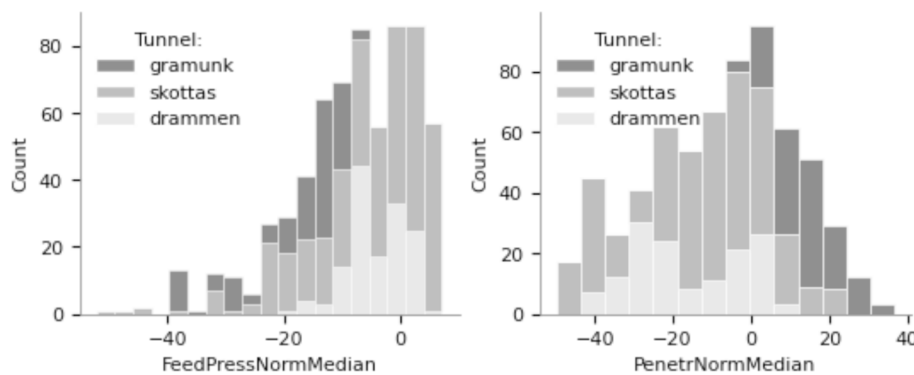 Tunnel:
gramunk
skottas
drammen
80
60
40
20
0
Count
−40
−20
0
FeedPressNormMedian
Tunnel:
gramunk
skottas
drammen
80
60
40
20
0
Count
−40
−20
0
20
40
PenetrNormMedian